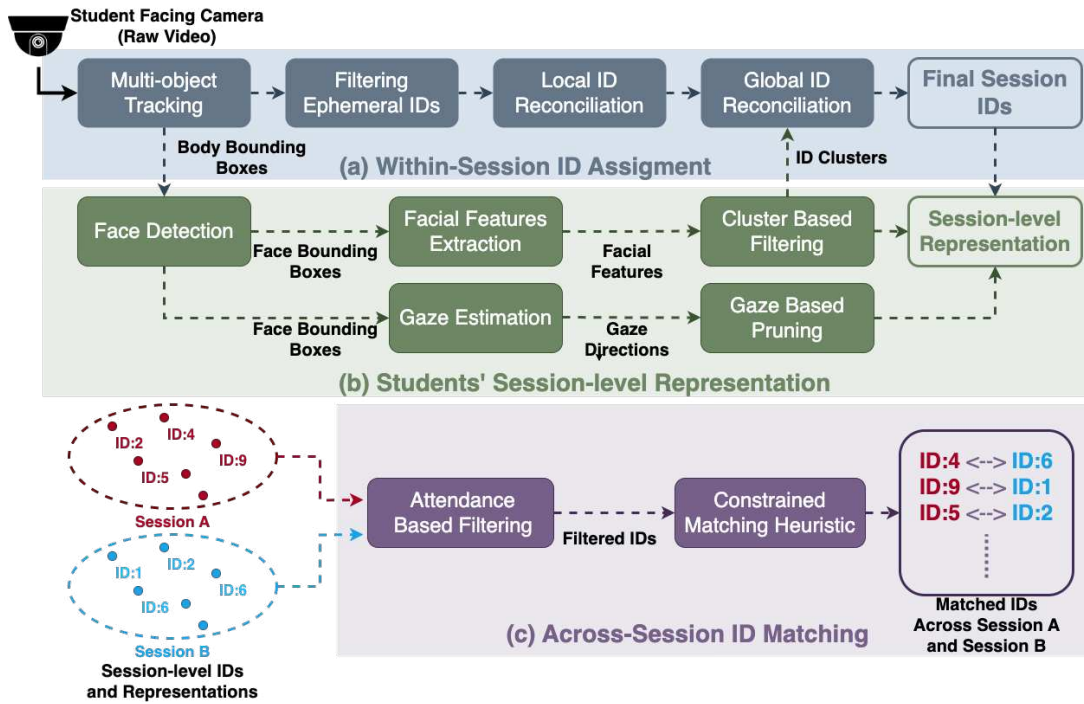 Student Facing Camera
(Raw Video)
Multi-object
Tracking
Filtering
Ephemeral IDs
Local ID
Reconciliation
Global ID
Reconciliation
Final Session
IDs
Body Bounding
Boxes
ID Clusters
(a) Within-Session ID Assigment
Face Detection
Face Bounding
Boxes
Facial Features
Extraction
Facial
Features
Cluster Based
Filtering
Session-level
Representation
Face Bounding
Boxes
Gaze Estimation
Gaze
Directions
Gaze Based
Pruning
(b) Students' Session-level Representation
ID:2
ID:4
ID:9
ID:5
Session A
ID:1
ID:2
ID:6
ID:6
Session B
Session-level IDs
and Representations
Attendance
Based Filtering
Filtered IDs
Constrained
Matching Heuristic
ID:4 <--> ID:6
ID:9 <--> ID:1
ID:5 <--> ID:2
Matched IDs
Across Session A
and Session B
(c) Across-Session ID Matching